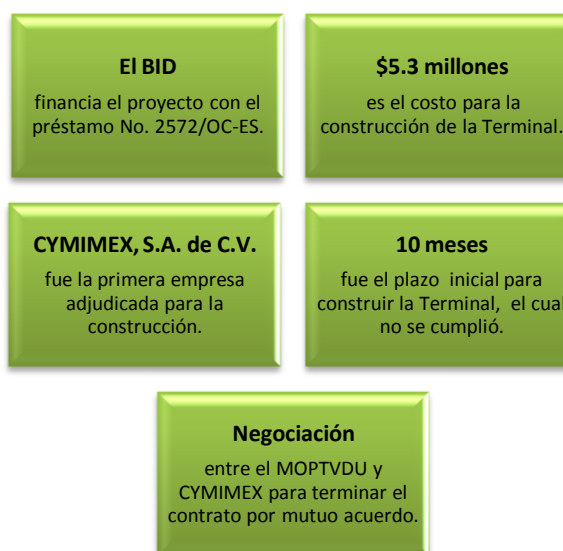 El BID
financia el proyecto con el
préstamo No. 2572/OC-ES.
$5.3 millones
es el costo para la
construcción de la Terminal.
CYMIMEX, S.A. de C.V.
fue la primera empresa
adjudicada para la
construcción.
10 meses
fue el plazo inicial para
construir la Terminal, el cual
no se cumplió.
Negociación
entre el MOPTVDU y
CYMIMEX para terminar el
contrato por mutuo acuerdo.